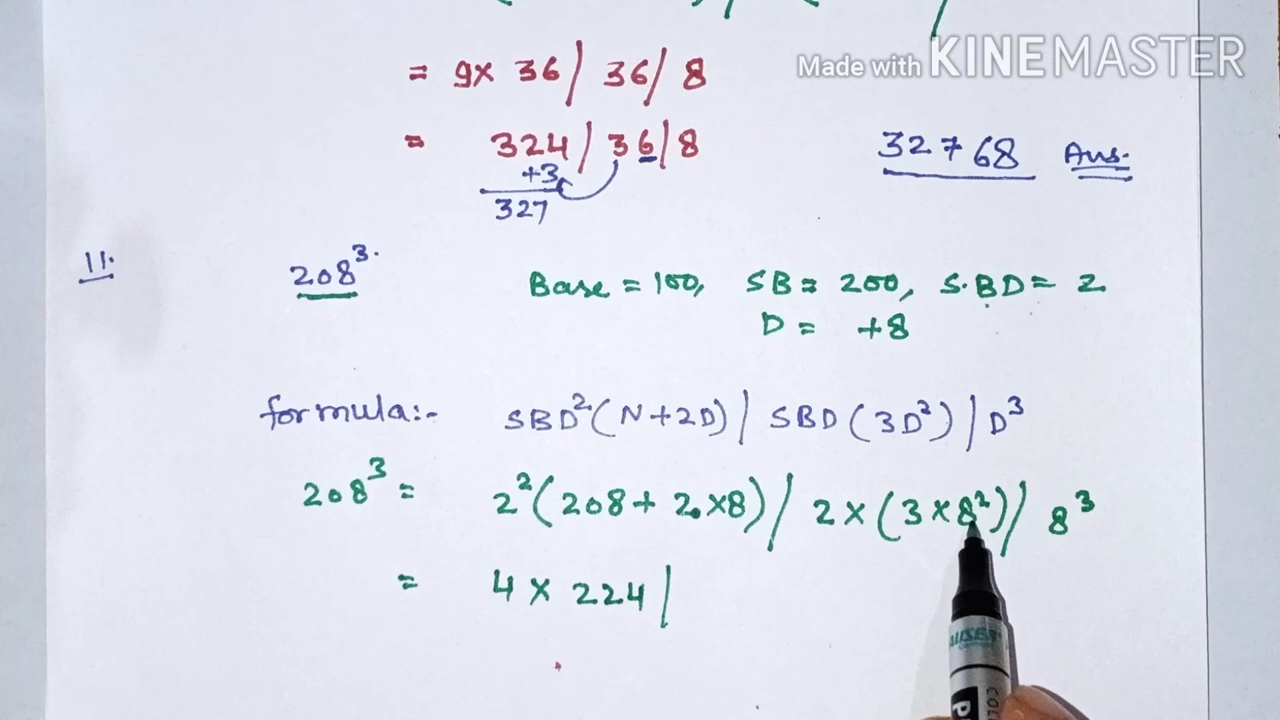 Made with KINEMASTER
= 9x 36/ 36/ 8
= 324/ 36/8
+3
327
32768 Ans.
11. 208³. Base = 100, SB = 200, S.BD = 2
D = +8
formula:- SBD²(N+2D)/ SBD(3D²)/D³
208³ = 2²(208+ 2.×8)/ 2×(3×8²)/ 8³
= 4 × 224/